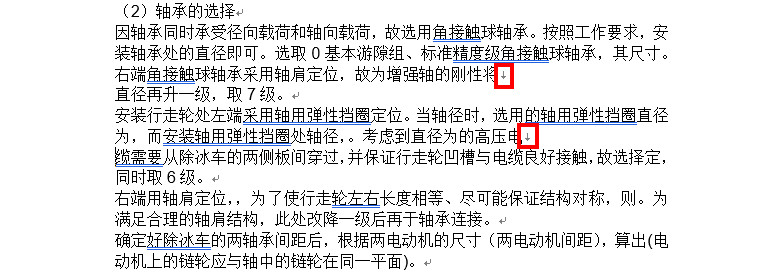 （2）轴承的选择
因轴承同时承受径向载荷和轴向载荷，故选用角接触球轴承。按照工作要求，安
装轴承处的直径即可。选取 0 基本游隙组、标准精度级角接触球轴承，其尺寸。
右端角接触球轴承采用轴肩定位，故为增强轴的刚性将↓
直径再升一级，取 7 级。
安装行走轮处左端采用轴用弹性挡圈定位。当轴径时，选用的轴用弹性挡圈直径
为，而安装轴用弹性挡圈处轴径，。考虑到直径为的高压电↓
缆需要从除冰车的两侧板间穿过，并保证行走轮凹槽与电缆良好接触，故选择定，
同时取 6 级。
右端用轴肩定位，，为了使行走轮左右长度相等、尽可能保证结构对称，则。为
满足合理的轴肩结构，此处改降一级后再于轴承连接。
确定好除冰车的两轴承间距后，根据两电动机的尺寸（两电动机间距），算出(电
动机上的链轮应与轴中的链轮在同一平面)。